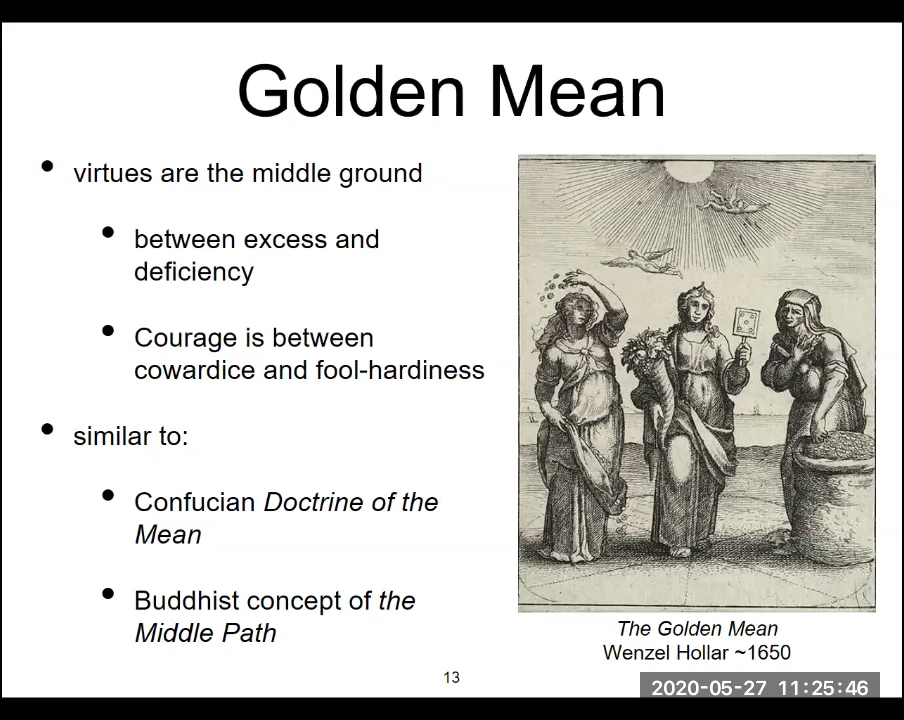 Golden Mean
virtues are the middle ground
between excess and
deficiency
Courage is between
cowardice and fool-hardiness
similar to:
Confucian Doctrine of the
Mean
Buddhist concept of the
Middle Path
The Golden Mean
Wenzel Hollar ~1650
13
2020-05-27 11:25:46